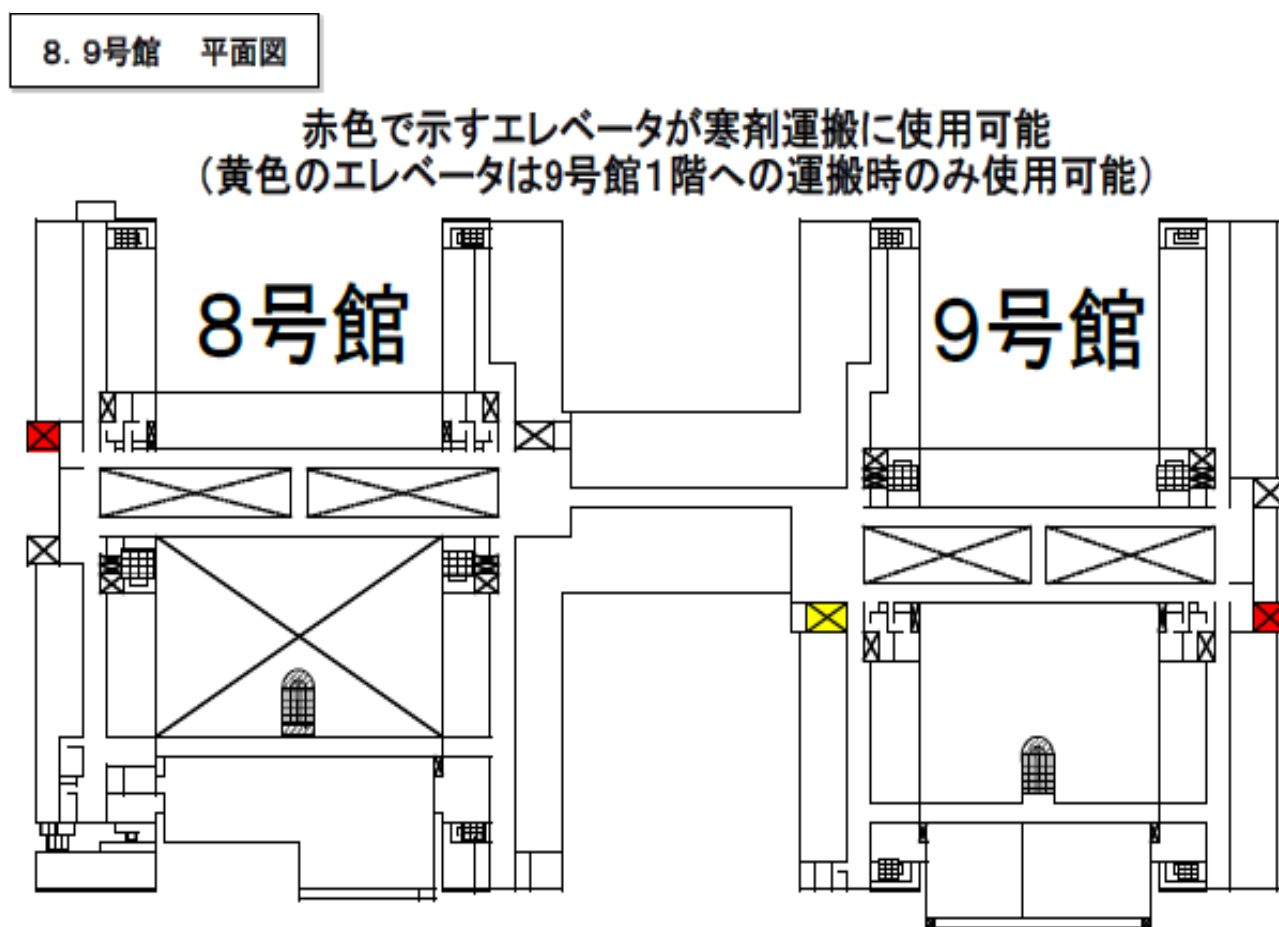 8. 9号館　平面図
赤色で示すエレベータが寒剤運搬に使用可能
（黄色のエレベータは9号館1階への運搬時のみ使用可能）
8号館
9号館